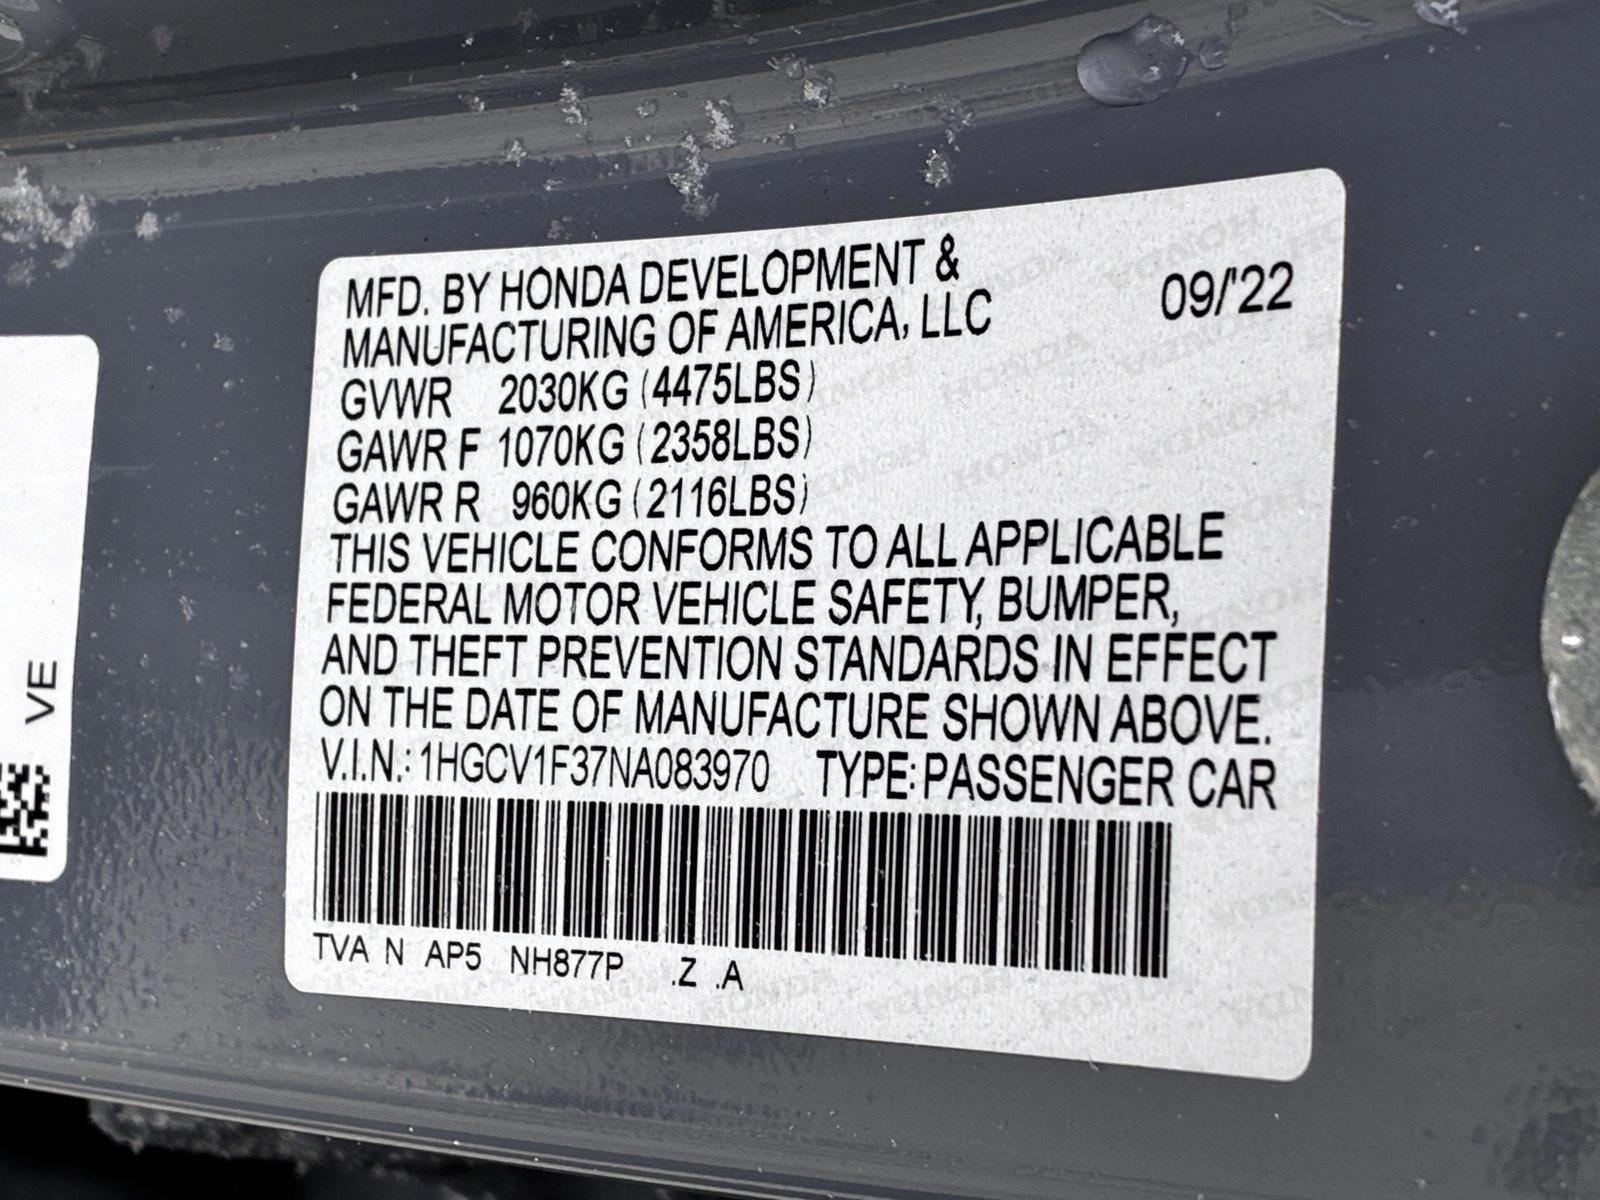 MFD. BY HONDA DEVELOPMENT &
MANUFACTURING OF AMERICA, LLC
09/'22
GVWR 2030KG (4475LBS)
GAWR F 1070KG (2358LBS)
GAWR R 960KG (2116LBS)
THIS VEHICLE CONFORMS TO ALL APPLICABLE
FEDERAL MOTOR VEHICLE SAFETY, BUMPER,
AND THEFT PREVENTION STANDARDS IN EFFECT
ON THE DATE OF MANUFACTURE SHOWN ABOVE.
V.I.N.: 1HGCV1F37NA083970 TYPE: PASSENGER CAR
TVA N AP5 NH877P .Z .A
VE